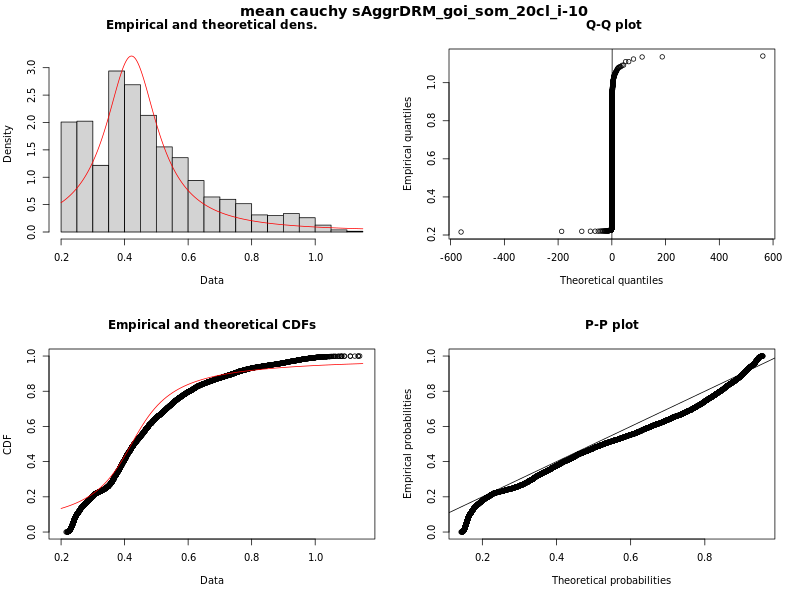 mean cauchy sAggrDRM_goi_som_20cl_i-10
Empirical and theoretical dens.
Density
0.0 0.5 1.0 1.5 2.0 2.5 3.0
0.2 0.4 0.6 0.8 1.0
Data
Q-Q plot
Empirical quantiles
0.2 0.4 0.6 0.8 1.0
-600 -400 -200 0 200 400 600
Theoretical quantiles
Empirical and theoretical CDFs
CDF
0.0 0.2 0.4 0.6 0.8 1.0
0.2 0.4 0.6 0.8 1.0
Data
P-P plot
Empirical probabilities
0.0 0.2 0.4 0.6 0.8 1.0
0.2 0.4 0.6 0.8
Theoretical probabilities